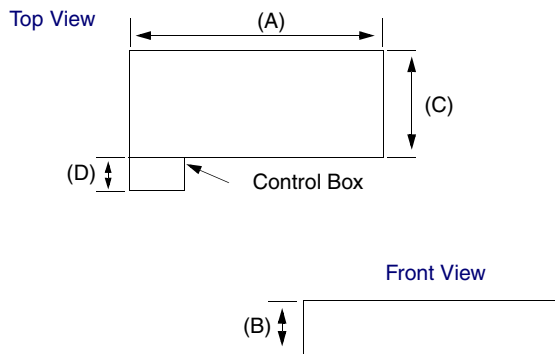 Top View
(A)
(C)
(D)
Control Box
Front View
(B)